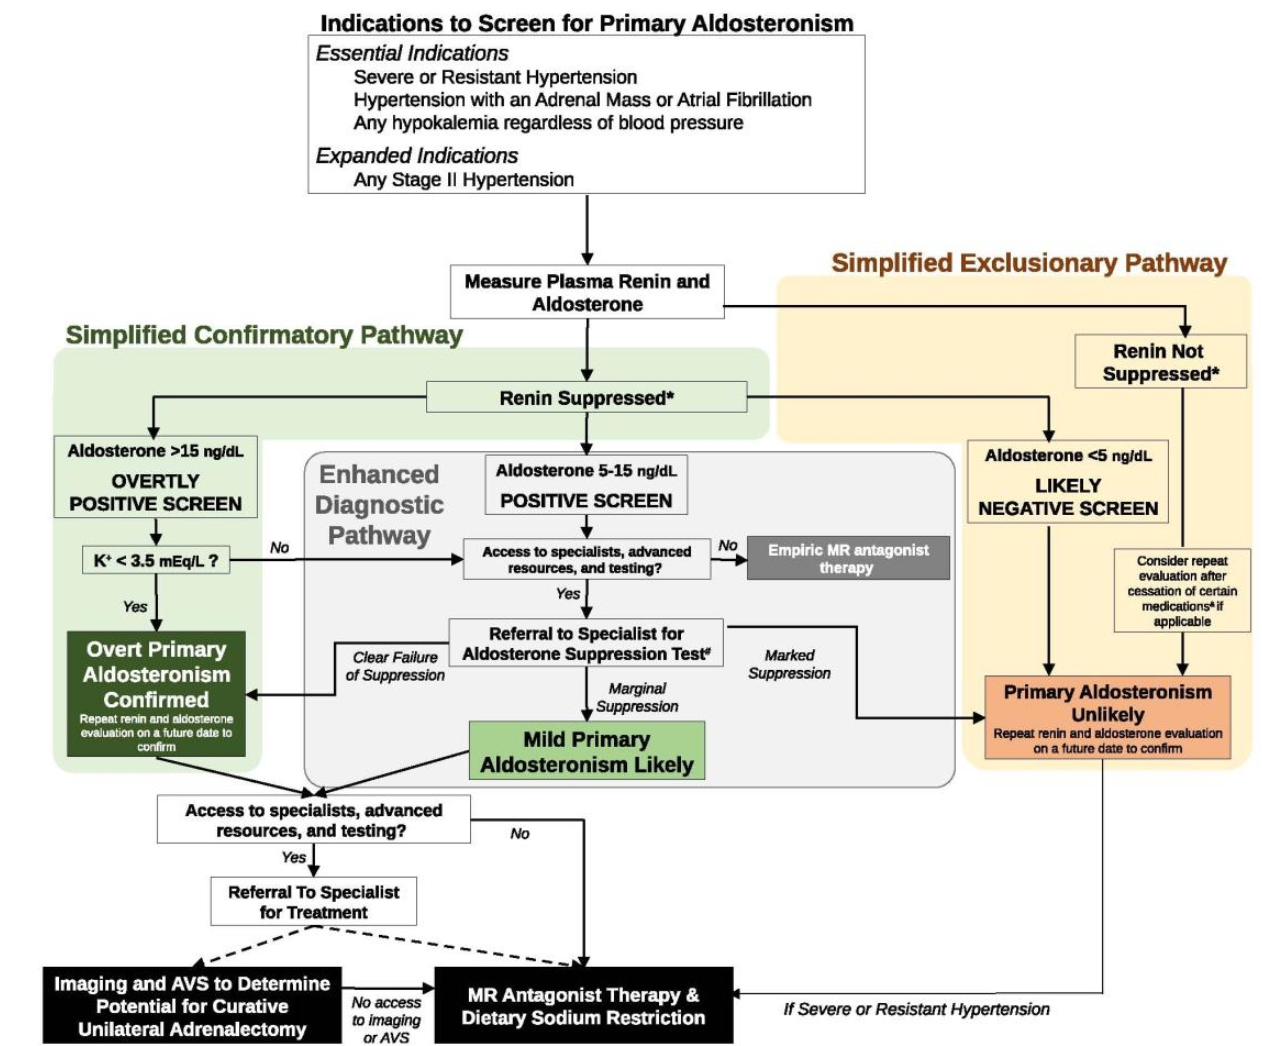 Indications to Screen for Primary Aldosteronism
Essential Indications
Severe or Resistant Hypertension
Hypertension with an Adrenal Mass or Atrial Fibrillation
Any hypokalemia regardless of blood pressure
Expanded Indications
Any Stage II Hypertension
Measure Plasma Renin and
Aldosterone
Simplified Exclusionary Pathway
Simplified Confirmatory Pathway
Renin Not
Suppressed*
Renin Suppressed*
Aldosterone >15 ng/dL
OVERTLY
POSITIVE SCREEN
Enhanced
Diagnostic
Pathway
Aldosterone 5-15 ng/dL
POSITIVE SCREEN
Aldosterone <5 ng/dL
LIKELY
NEGATIVE SCREEN
K⁺ < 3.5 mEq/L ?
No
Access to specialists, advanced
resources, and testing?
No
Empiric MR antagonist
therapy
Consider repeat
evaluation after
cessation of certain
medications* if
applicable
Yes
Yes
Overt Primary
Aldosteronism
Confirmed
Repeat renin and aldosterone
evaluation on a future date to
confirm
Clear Failure
of Suppression
Referral to Specialist for
Aldosterone Suppression Test#
Marked
Suppression
Marginal
Suppression
Mild Primary
Aldosteronism Likely
Primary Aldosteronism
Unlikely
Repeat renin and aldosterone evaluation
on a future date to confirm
Access to specialists, advanced
resources, and testing?
No
Yes
Referral To Specialist
for Treatment
Imaging and AVS to Determine
Potential for Curative
Unilateral Adrenalectomy
No access
to imaging
or AVS
MR Antagonist Therapy &
Dietary Sodium Restriction
If Severe or Resistant Hypertension